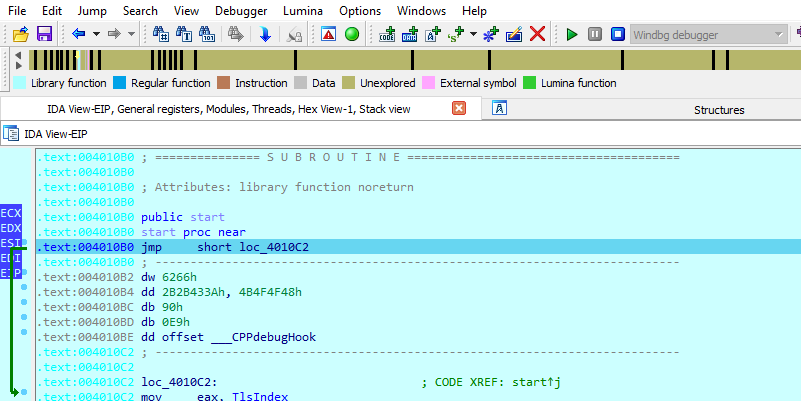 File Edit Jump Search View Debugger Lumina Options Windows Help
Windbg debugger
Library function Regular function Instruction Data Unexplored External symbol Lumina function
IDA View-EIP, General registers, Modules, Threads, Hex View-1, Stack view Structures
IDA View-EIP
.text:004010B0 ; =============== S U B R O U T I N E =======================================
.text:004010B0
.text:004010B0 ; Attributes: library function noreturn
.text:004010B0
ECX .text:004010B0 public start
EDX .text:004010B0 start proc near
ESI .text:004010B0 jmp short loc_4010C2
EDI .text:004010B0 ; ---------------------------------------------------------------------------
EIP .text:004010B2 dw 6266h
.text:004010B4 dd 2B2B433Ah, 4B4F4F48h
.text:004010BC db 90h
.text:004010BD db 0E9h
.text:004010BE dd offset ___CPPdebugHook
.text:004010C2 ; ---------------------------------------------------------------------------
.text:004010C2
.text:004010C2 loc_4010C2: ; CODE XREF: start↑j
.text:004010C2 mov eax, TlsIndex